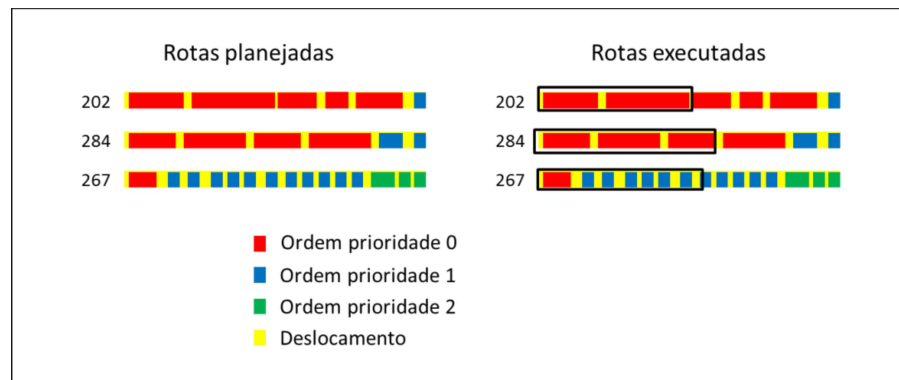 Rotas planejadas
Rotas executadas
202
284
267
202
284
267
Ordem prioridade 0
Ordem prioridade 1
Ordem prioridade 2
Deslocamento